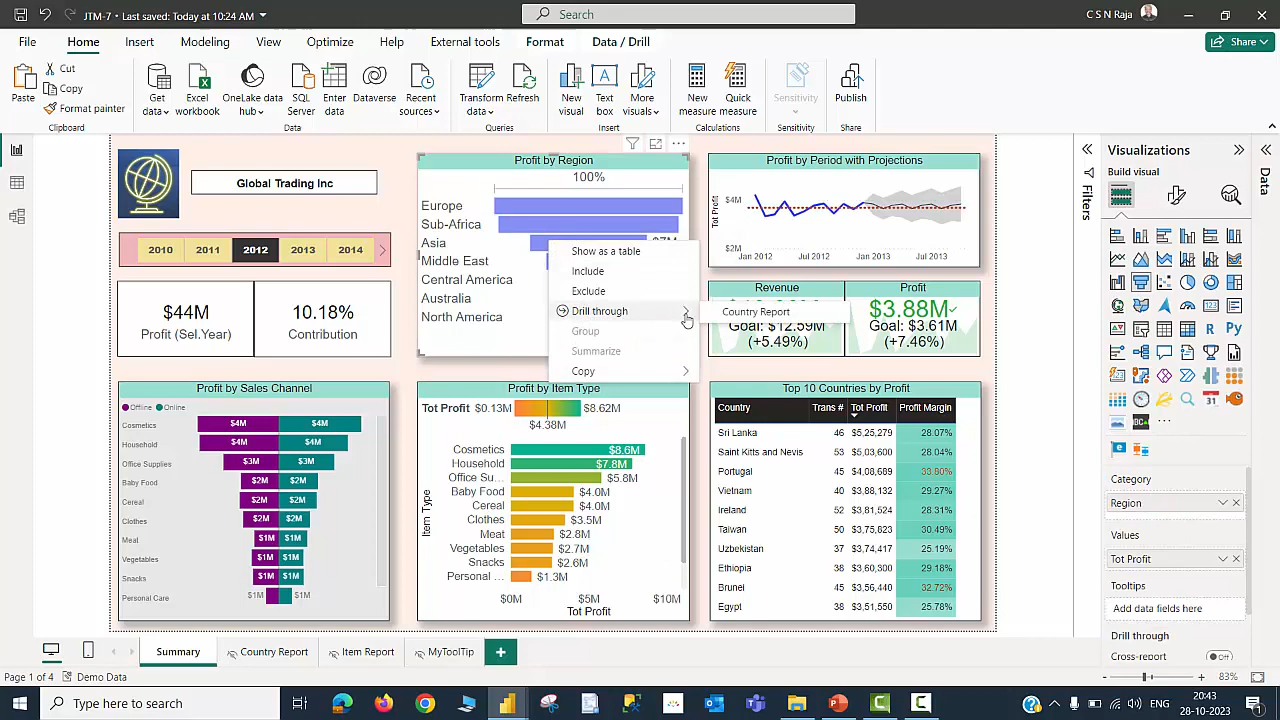 JTM-7 • Last saved: Today at 10:24 AM
Search
C S N Raja
File Home Insert Modeling View Optimize Help External tools Format Data / Drill
Share
Paste
Cut
Copy
Format painter
Clipboard
Get data
Excel workbook
OneLake data hub
SQL Server
Enter data
Dataverse
Recent sources
Data
Transform data
Refresh
Queries
New visual
Text box
More visuals
Insert
New measure
Quick measure
Calculations
Sensitivity
Sensitivity
Publish
Share
Global Trading Inc
2010 2011 2012 2013 2014
$44M
Profit (Sel.Year)
10.18%
Contribution
Profit by Region
100%
Europe
Sub-Africa
Asia
Middle East
Central America
Australia
North America
Show as a table
Include
Exclude
Drill through
Group
Summarize
Copy
Country Report
Profit by Period with Projections
Tot Profit
$4M
$2M
Jan 2012 Jul 2012 Jan 2013 Jul 2013
Revenue
Goal: $12.59M
(+5.49%)
Profit
$3.88M
Goal: $3.61M
(+7.46%)
Profit by Sales Channel
Offline Online
Cosmetics $4M $4M
Household $4M $4M
Office Supplies $3M $3M
Baby Food $2M $2M
Cereal $2M $2M
Clothes $2M $2M
Meat $1M $1M
Vegetables $1M $1M
Snacks $1M $1M
Personal Care $1M $1M
Profit by Item Type
Tot Profit $0.13M $8.62M
$4.38M
Item Type
Cosmetics $8.6M
Household $7.8M
Office Su... $5.8M
Baby Food $4.0M
Cereal $4.0M
Clothes $3.5M
Meat $2.8M
Vegetables $2.7M
Snacks $2.6M
Personal ... $1.3M
$0M $5M $10M
Tot Profit
Top 10 Countries by Profit
Country Trans # Tot Profit Profit Margin
Sri Lanka 46 $5,25,279 28.07%
Saint Kitts and Nevis 53 $5,03,600 28.04%
Portugal 45 $4,08,689 33.80%
Vietnam 40 $3,88,132 29.27%
Ireland 52 $3,81,524 28.31%
Taiwan 50 $3,75,823 30.49%
Uzbekistan 37 $3,74,417 25.19%
Ethiopia 38 $3,60,300 29.18%
Brunei 45 $3,56,440 32.72%
Egypt 38 $3,51,550 25.78%
Filters
Visualizations
Build visual
Data
Category
Region
Values
Tot Profit
Tooltips
Add data fields here
Drill through
Cross-report
Off
Summary Country Report Item Report MyToolTip
Page 1 of 4 Demo Data
83%
Type here to search
ENG
20:43
28-10-2023